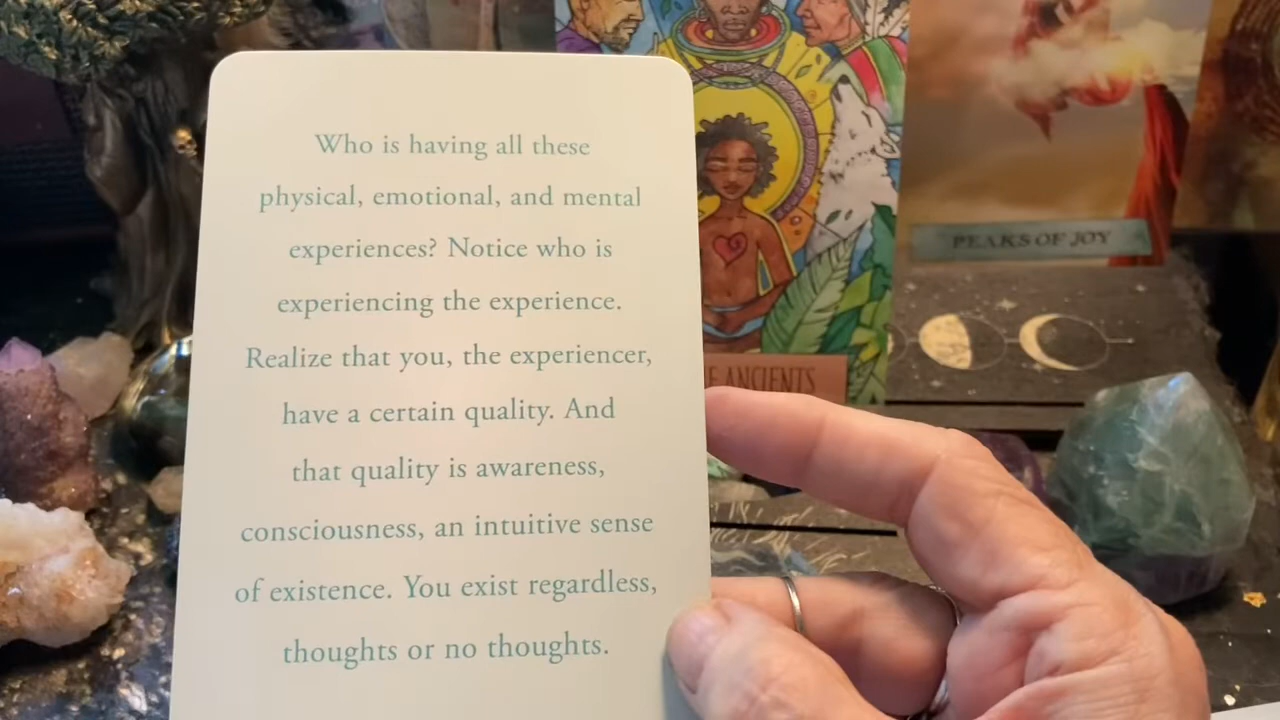 Who is having all these
physical, emotional, and mental
experiences? Notice who is
experiencing the experience.
Realize that you, the experiencer,
have a certain quality. And
that quality is awareness,
consciousness, an intuitive sense
of existence. You exist regardless,
thoughts or no thoughts.
ANCIENTS
PEAKS OF JOY